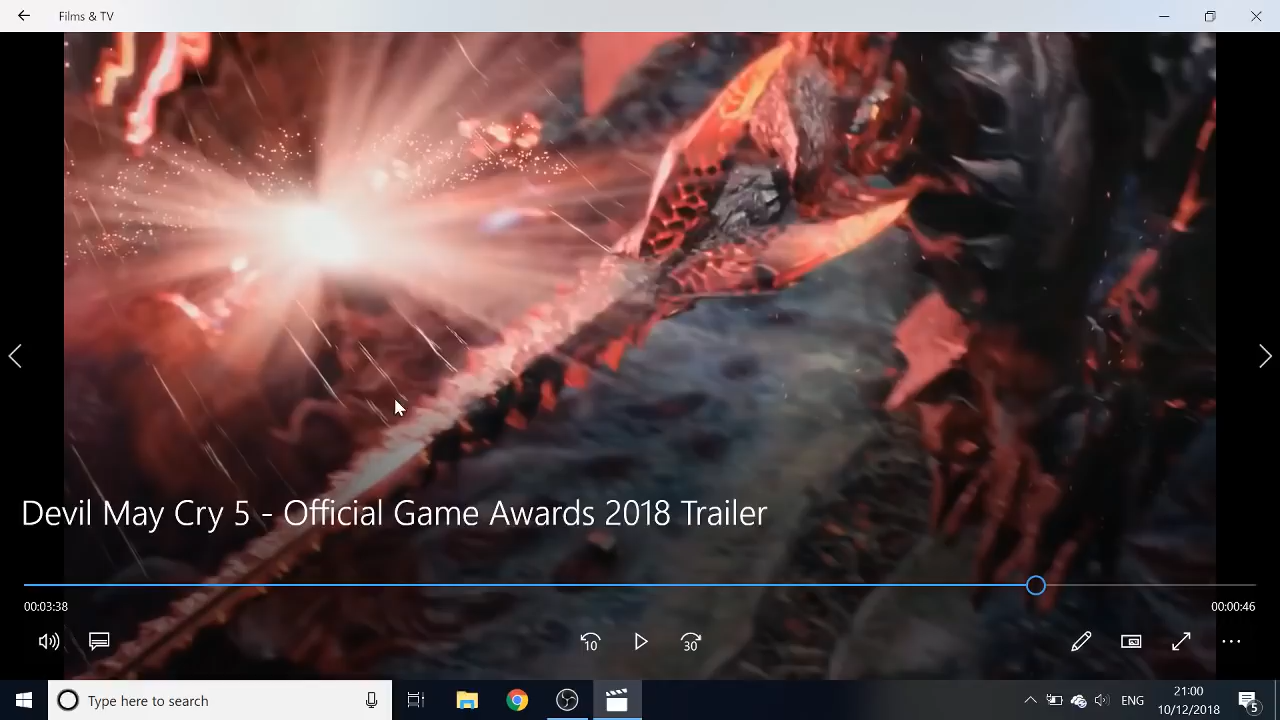 Films & TV
Devil May Cry 5 - Official Game Awards 2018 Trailer
00:03:38
00:00:46
10
30
Type here to search
ENG
21:00
10/12/2018
5